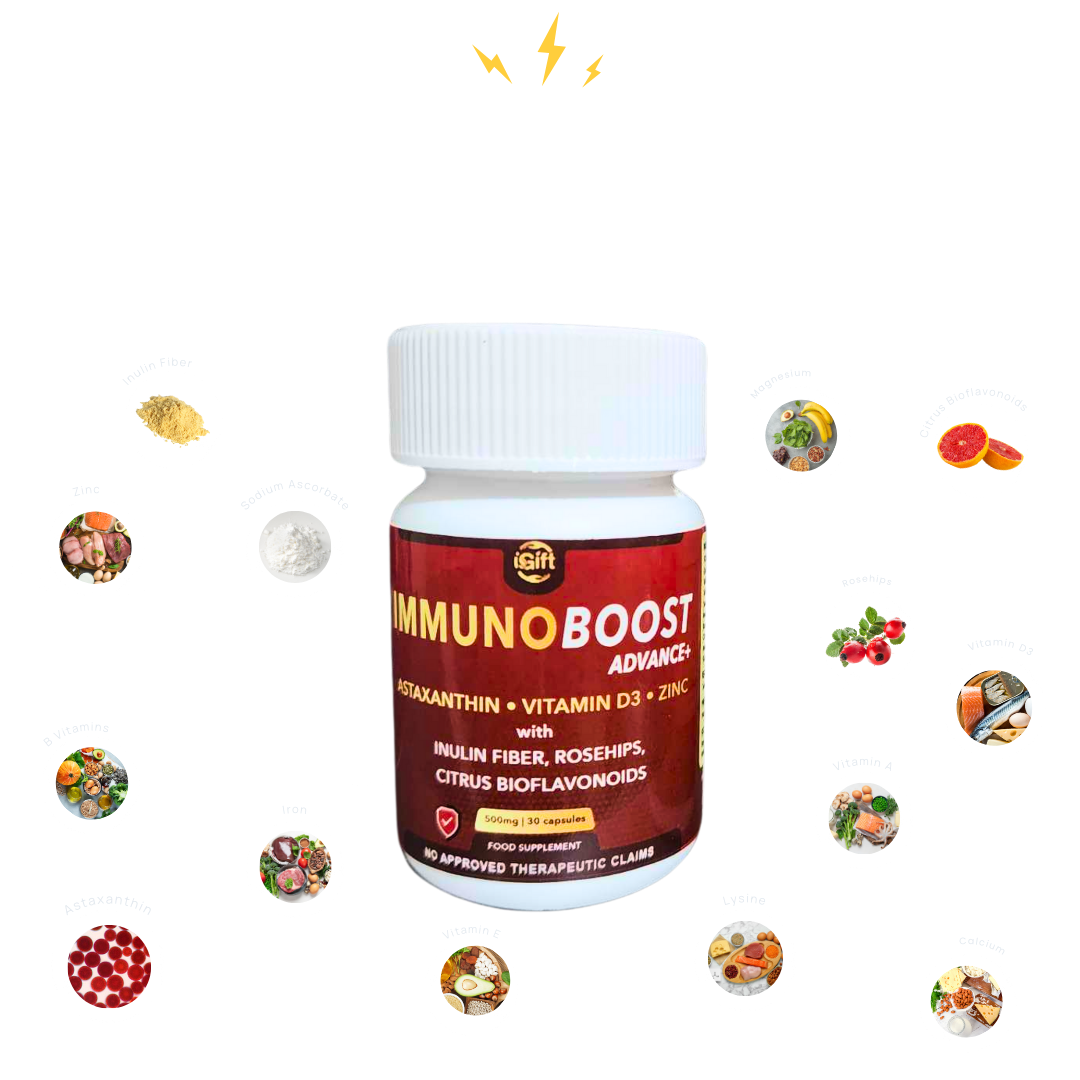 Inulin Fiber
Magnesium
Citrus Bioflavonoids
Zinc
Sodium Ascorbate
iGift
IMMUNOBOOST
ADVANCE+
ASTAXANTHIN • VITAMIN D3 • ZINC
with
INULIN FIBER, ROSEHIPS,
CITRUS BIOFLAVONOIDS
500mg | 30 capsules
FOOD SUPPLEMENT
NO APPROVED THERAPEUTIC CLAIMS
Rosehips
Vitamin D3
B Vitamins
Vitamin A
Iron
Astaxanthin
Vitamin E
Lysine
Calcium